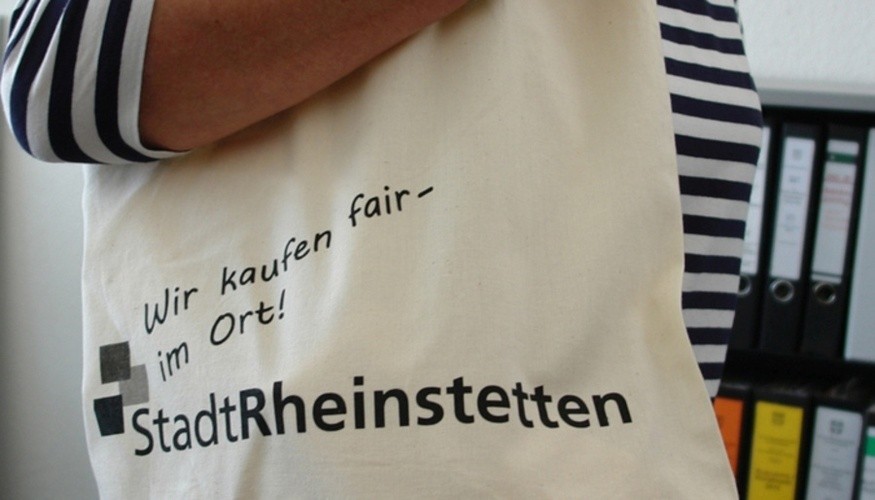 Wir kaufen fair-
im Ort!
StadtRheinstetten